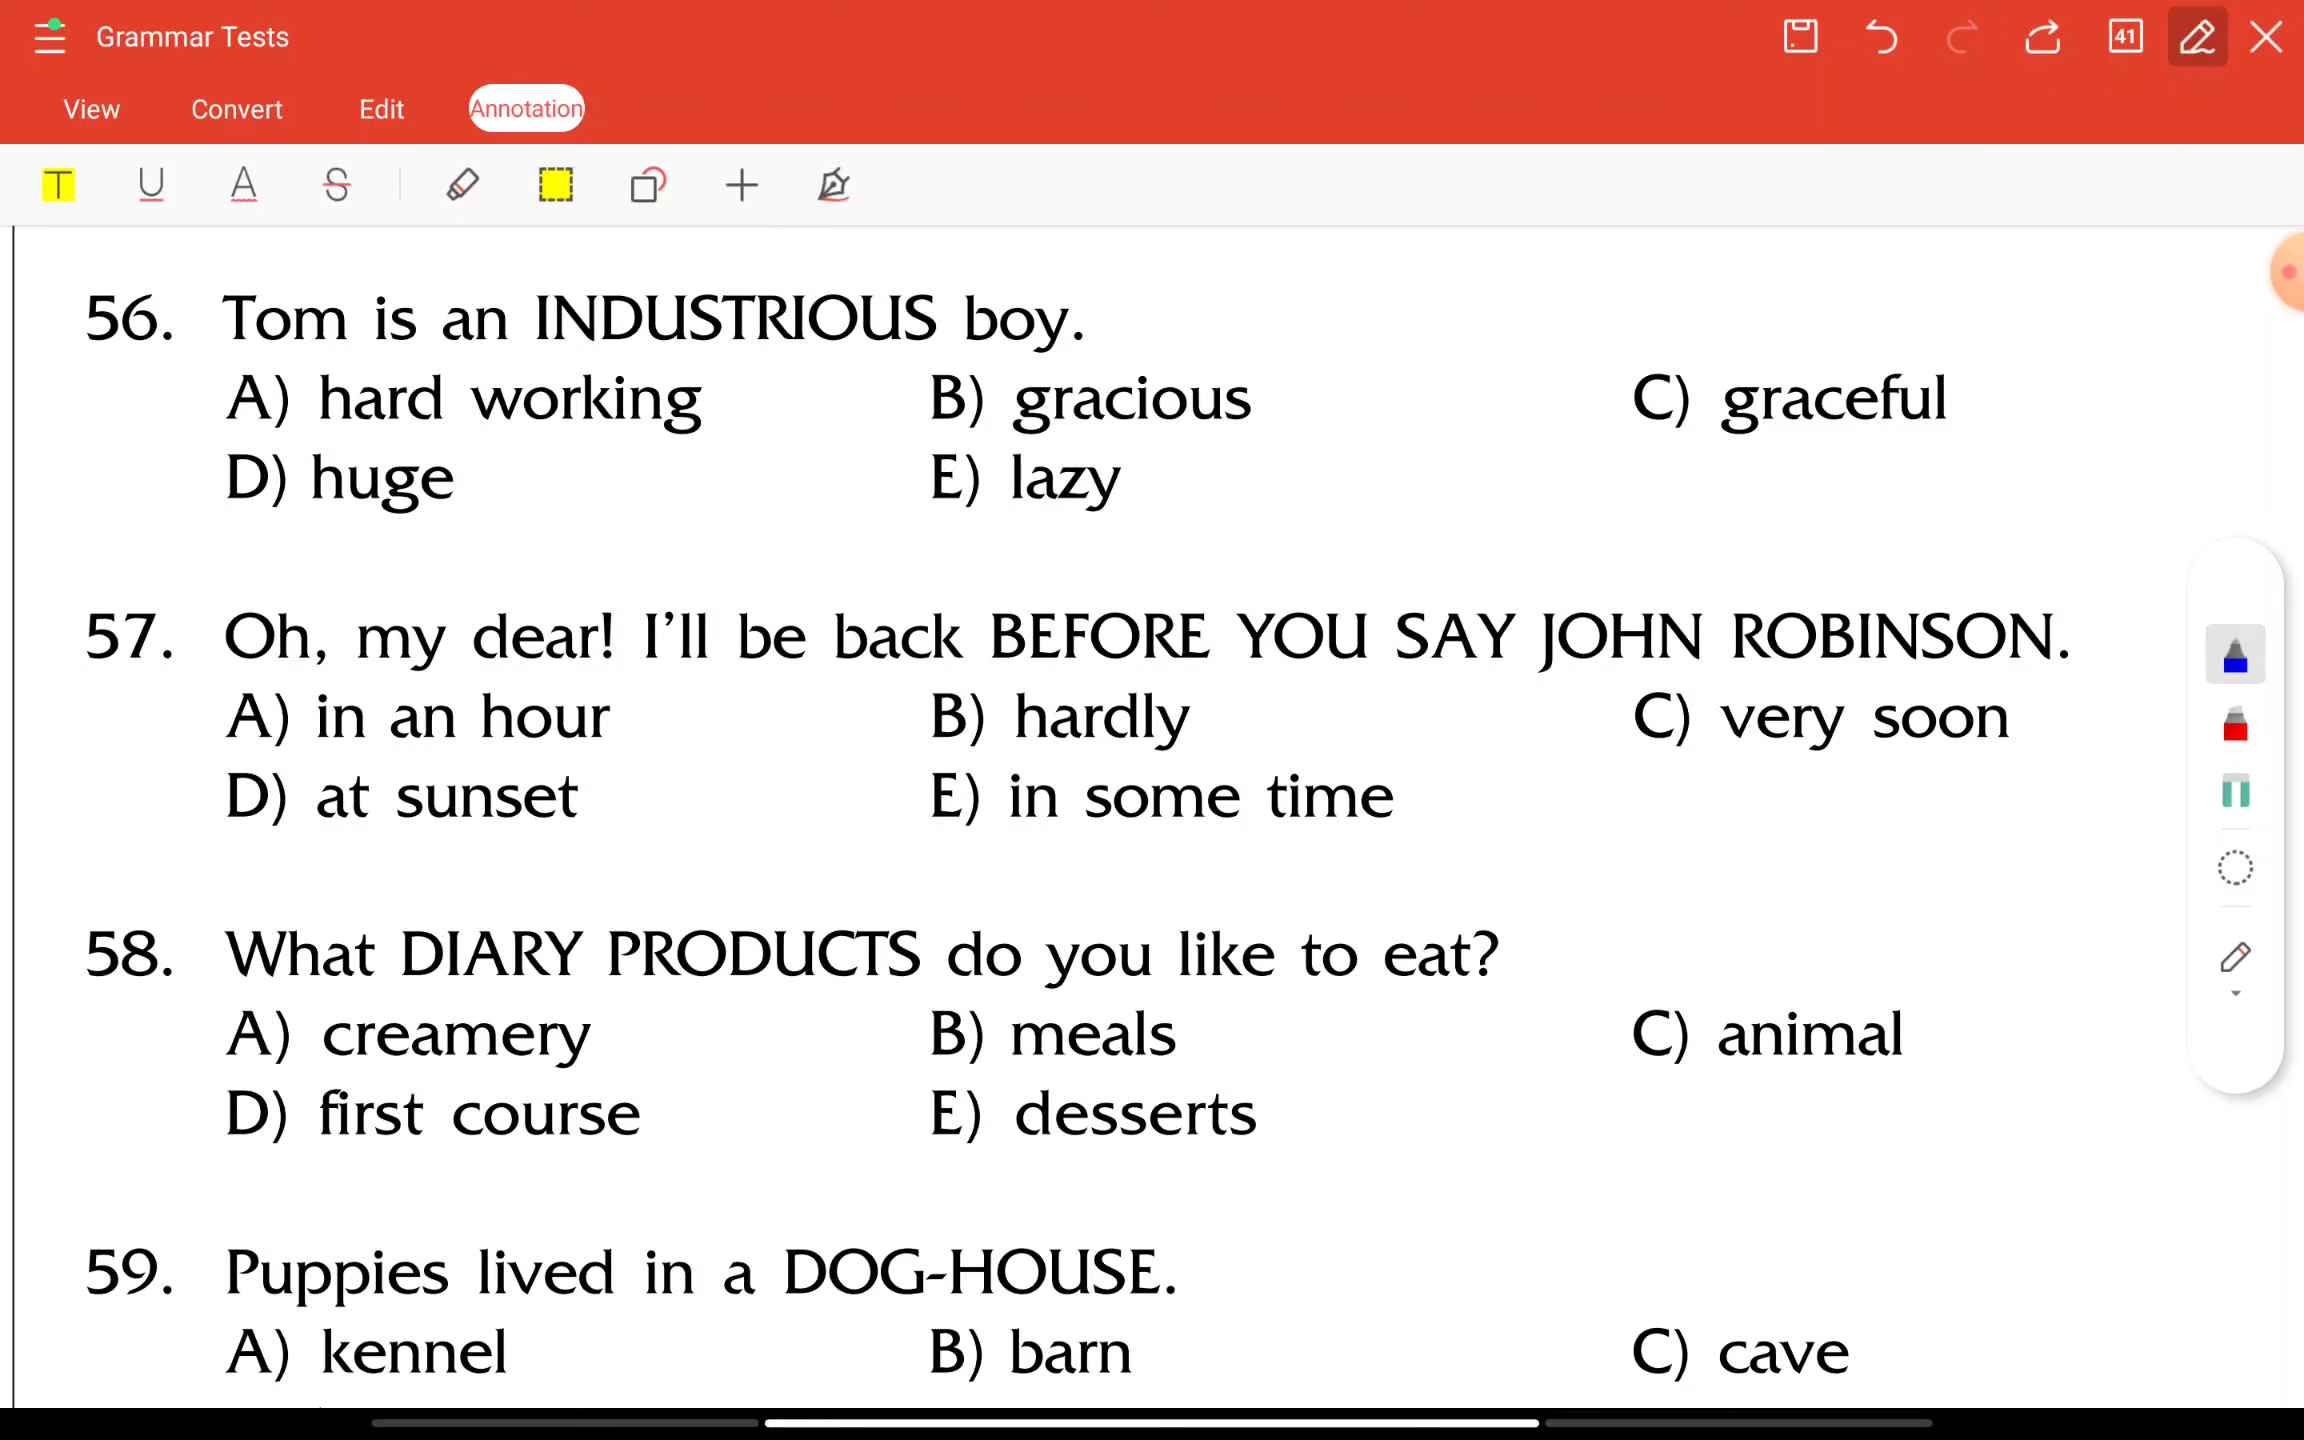 Grammar Tests
41
View Convert Edit Annotation
56. Tom is an INDUSTRIOUS boy.
A) hard working B) gracious C) graceful
D) huge E) lazy
57. Oh, my dear! I'll be back BEFORE YOU SAY JOHN ROBINSON.
A) in an hour B) hardly C) very soon
D) at sunset E) in some time
58. What DIARY PRODUCTS do you like to eat?
A) creamery B) meals C) animal
D) first course E) desserts
59. Puppies lived in a DOG-HOUSE.
A) kennel B) barn C) cave